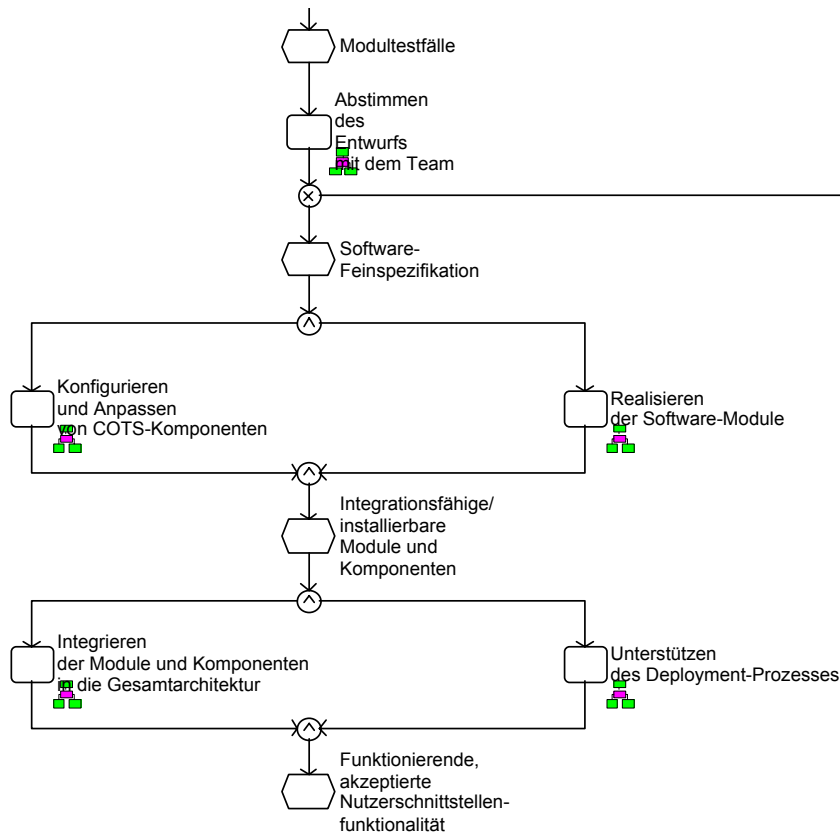 Modultestfälle
Abstimmen
des
Entwurfs
mit dem Team
Software-
Feinspezifikation
Konfigurieren
und Anpassen
von COTS-Komponenten
Realisieren
der Software-Module
Integrationsfähige/
installierbare
Module und
Komponenten
Integrieren
der Module und Komponenten
in die Gesamtarchitektur
Unterstützen
des Deployment-Prozesses
Funktionierende,
akzeptierte
Nutzerschnittstellen-
funktionalität